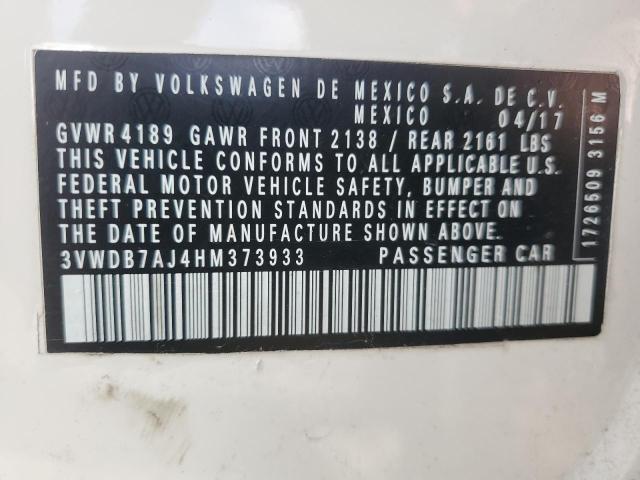 MFD BY VOLKSWAGEN DE MEXICO S.A. DE C.V.
MEXICO 04/17
GVWR 4189 GAWR FRONT 2138 / REAR 2161 LBS
THIS VEHICLE CONFORMS TO ALL APPLICABLE U.S.
FEDERAL MOTOR VEHICLE SAFETY, BUMPER AND
THEFT PREVENTION STANDARDS IN EFFECT ON
THE DATE OF MANUFACTURE SHOWN ABOVE.
3VWDB7AJ4HM373933 PASSENGER CAR
1726509 3156 M